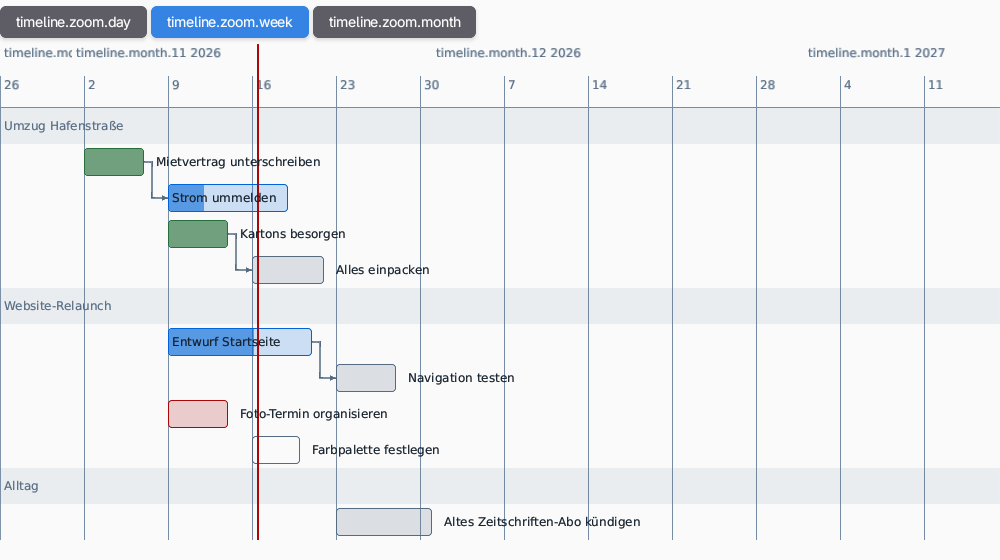 timeline.zoom.day timeline.zoom.week timeline.zoom.month
timeline.mo timeline.month.11 2026 timeline.month.12 2026 timeline.month.1 2027
26 2 9 16 23 30 7 14 21 28 4 11
Umzug Hafenstraße
Mietvertrag unterschreiben
Strom ummelden
Kartons besorgen
Alles einpacken
Website-Relaunch
Entwurf Startseite
Navigation testen
Foto-Termin organisieren
Farbpalette festlegen
Alltag
Altes Zeitschriften-Abo kündigen